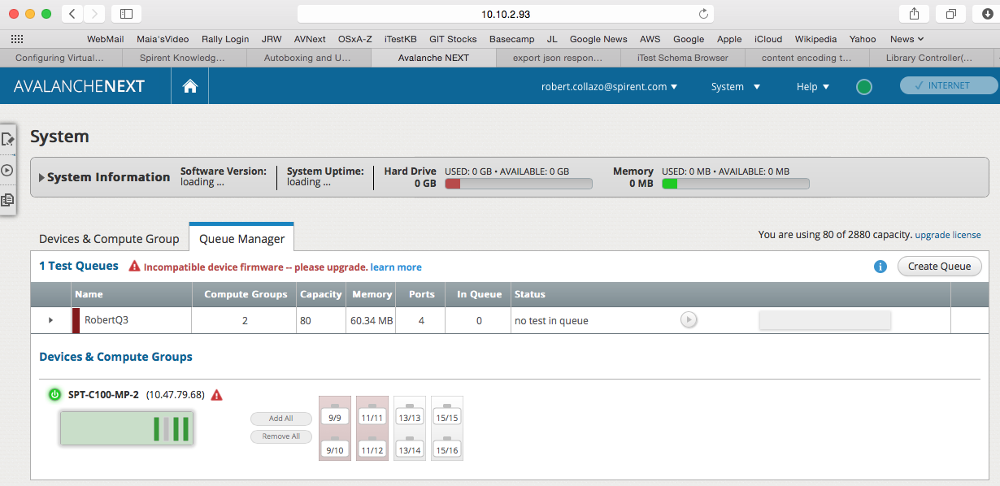 10.10.2.93
WebMail Maia'sVideo Rally Login JRW AVNext OSxA-Z iTestKB GIT Stocks Basecamp JL Google News AWS Google Apple iCloud Wikipedia Yahoo News
Configuring Virtual... Spirent Knowledg... Autoboxing and U... Avalanche NEXT export json respon... iTest Schema Browser content encoding t... Library Controller(...
AVALANCHENEXT robert.collazo@spirent.com System Help ✓ INTERNET
System
System Information Software Version: System Uptime: Hard Drive USED: 0 GB • AVAILABLE: 0 GB Memory USED: 0 MB • AVAILABLE: 0 MB
loading ... loading ... 0 GB 0 MB
Devices & Compute Group Queue Manager You are using 80 of 2880 capacity. upgrade license
1 Test Queues Incompatible device firmware -- please upgrade. learn more i Create Queue
Name Compute Groups Capacity Memory Ports In Queue Status
RobertQ3 2 80 60.34 MB 4 0 no test in queue
Devices & Compute Groups
SPT-C100-MP-2 (10.47.79.68)
Add All 9/9 11/11 13/13 15/15
Remove All 9/10 11/12 13/14 15/16